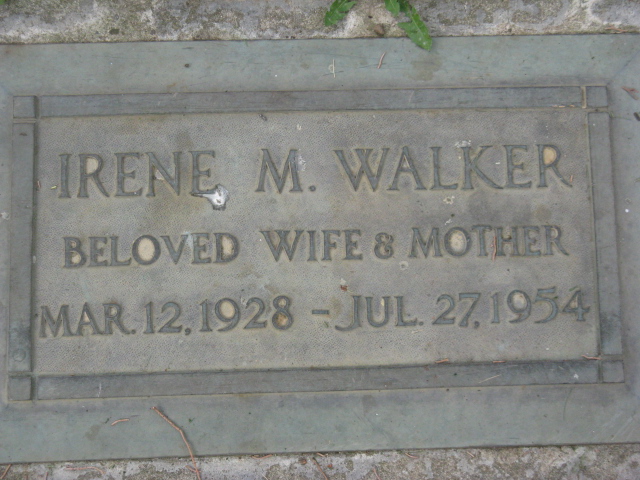 IRENE M. WALKER
BELOVED WIFE & MOTHER
MAR. 12, 1928 - JUL. 27, 1954